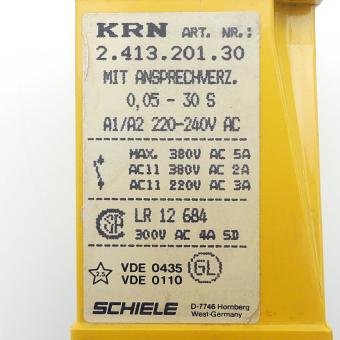 KRN ART. NR.:
2.413.201.30
MIT ANSPRECHVERZ.
0,05 - 30 S
A1/A2 220-240V AC
MAX. 380V AC 5A
AC11 380V AC 2A
AC11 220V AC 3A
LR 12 684
300V AC 4A SD
2.5 VDE 0435 GL
VDE 0110
SCHIELE D-7746 Hornberg
West-Germany